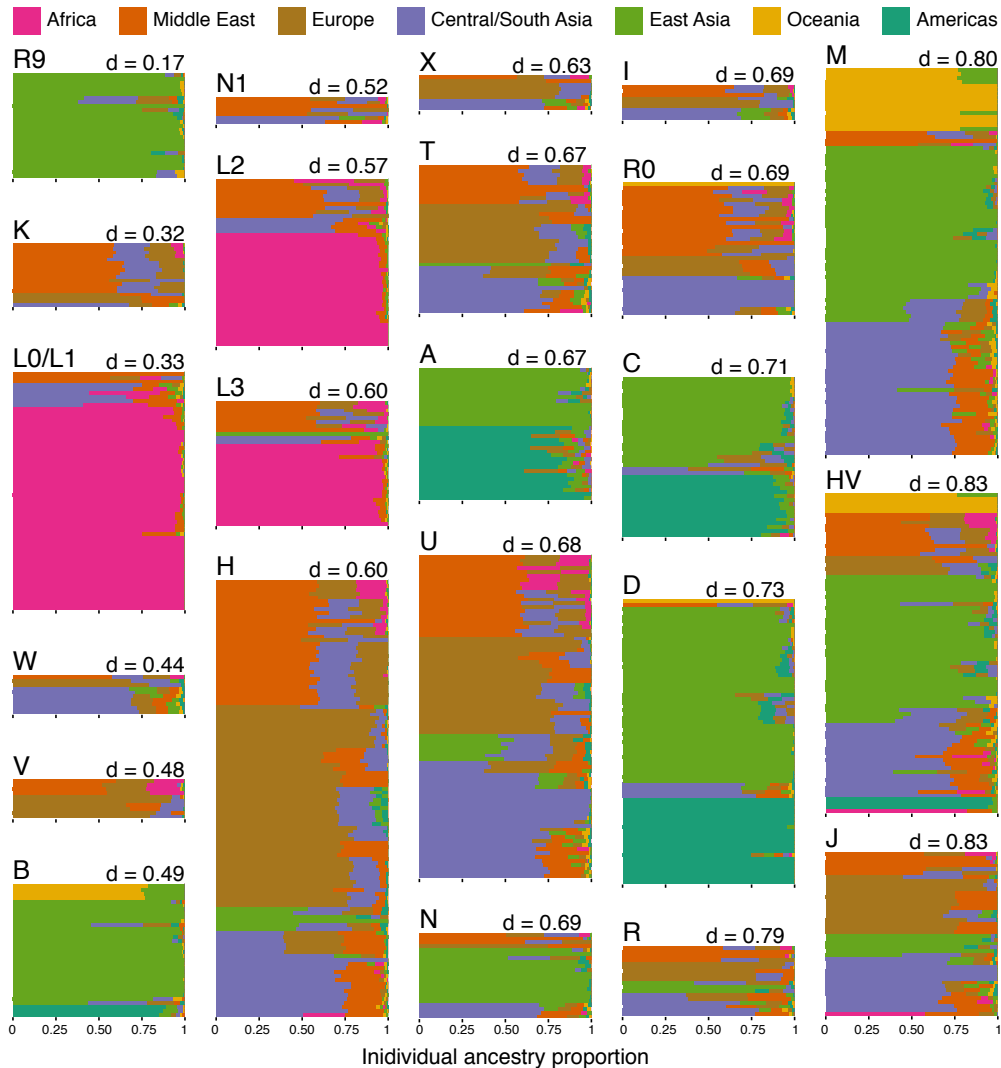 Africa Middle East Europe Central/South Asia East Asia Oceania Americas
R9 d = 0.17
K d = 0.32
L0/L1 d = 0.33
W d = 0.44
V d = 0.48
B d = 0.49
0 0.25 0.50 0.75 1
N1 d = 0.52
L2 d = 0.57
L3 d = 0.60
H d = 0.60
0 0.25 0.50 0.75 1
X d = 0.63
T d = 0.67
A d = 0.67
U d = 0.68
N d = 0.69
0 0.25 0.50 0.75 1
I d = 0.69
R0 d = 0.69
C d = 0.71
D d = 0.73
R d = 0.79
0 0.25 0.50 0.75 1
M d = 0.80
HV d = 0.83
J d = 0.83
0 0.25 0.50 0.75 1
Inidividual ancestry proportion